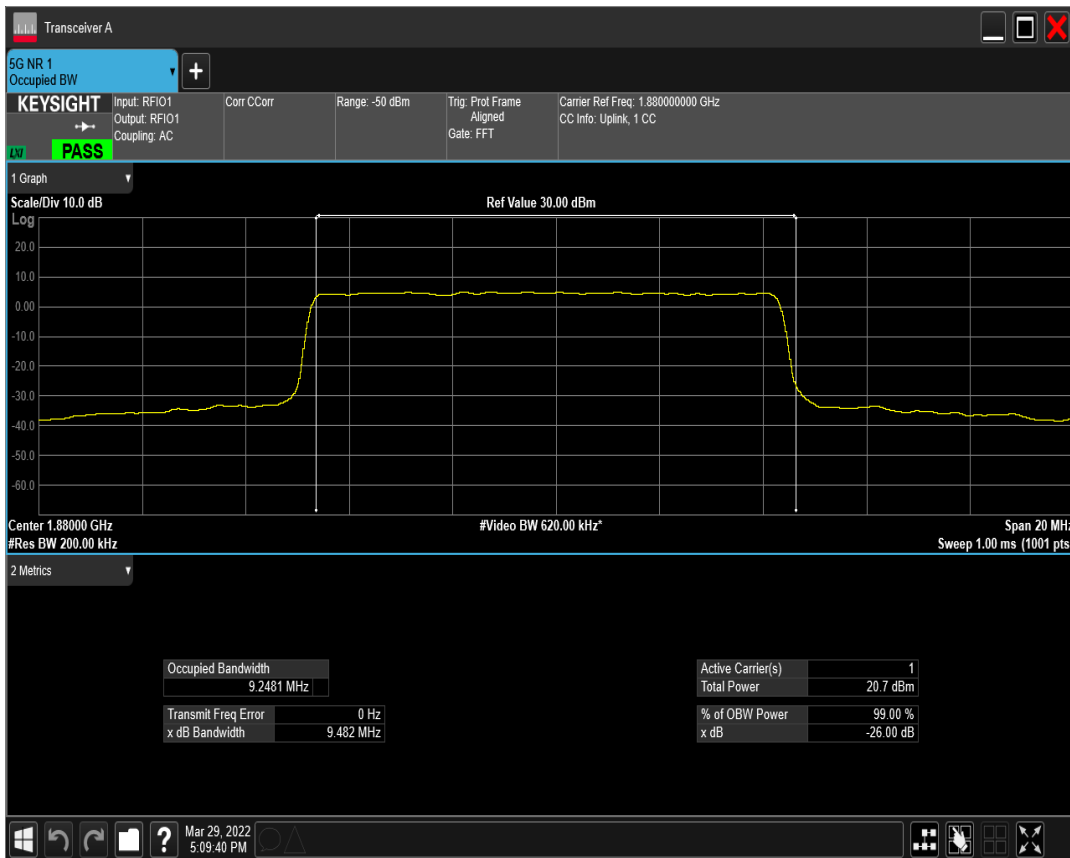 Transceiver A
5G NR 1
Occupied BW
KEYSIGHT
LXI
PASS
Input: RFIO1
Output: RFIO1
Coupling: AC
Corr CCorr
Range: -50 dBm
Trig: Prot Frame
Aligned
Gate: FFT
Carrier Ref Freq: 1.880000000 GHz
CC Info: Uplink, 1 CC
1 Graph
Scale/Div 10.0 dB
Ref Value 30.00 dBm
Log
20.0
10.0
0.00
-10.0
-20.0
-30.0
-40.0
-50.0
-60.0
Center 1.88000 GHz
#Video BW 620.00 kHz*
Span 20 MHz
#Res BW 200.00 kHz
Sweep 1.00 ms (1001 pts
2 Metrics
Occupied Bandwidth
9.2481 MHz
Transmit Freq Error 0 Hz
x dB Bandwidth 9.482 MHz
Active Carrier(s) 1
Total Power 20.7 dBm
% of OBW Power 99.00 %
x dB -26.00 dB
?
Mar 29, 2022
5:09:40 PM